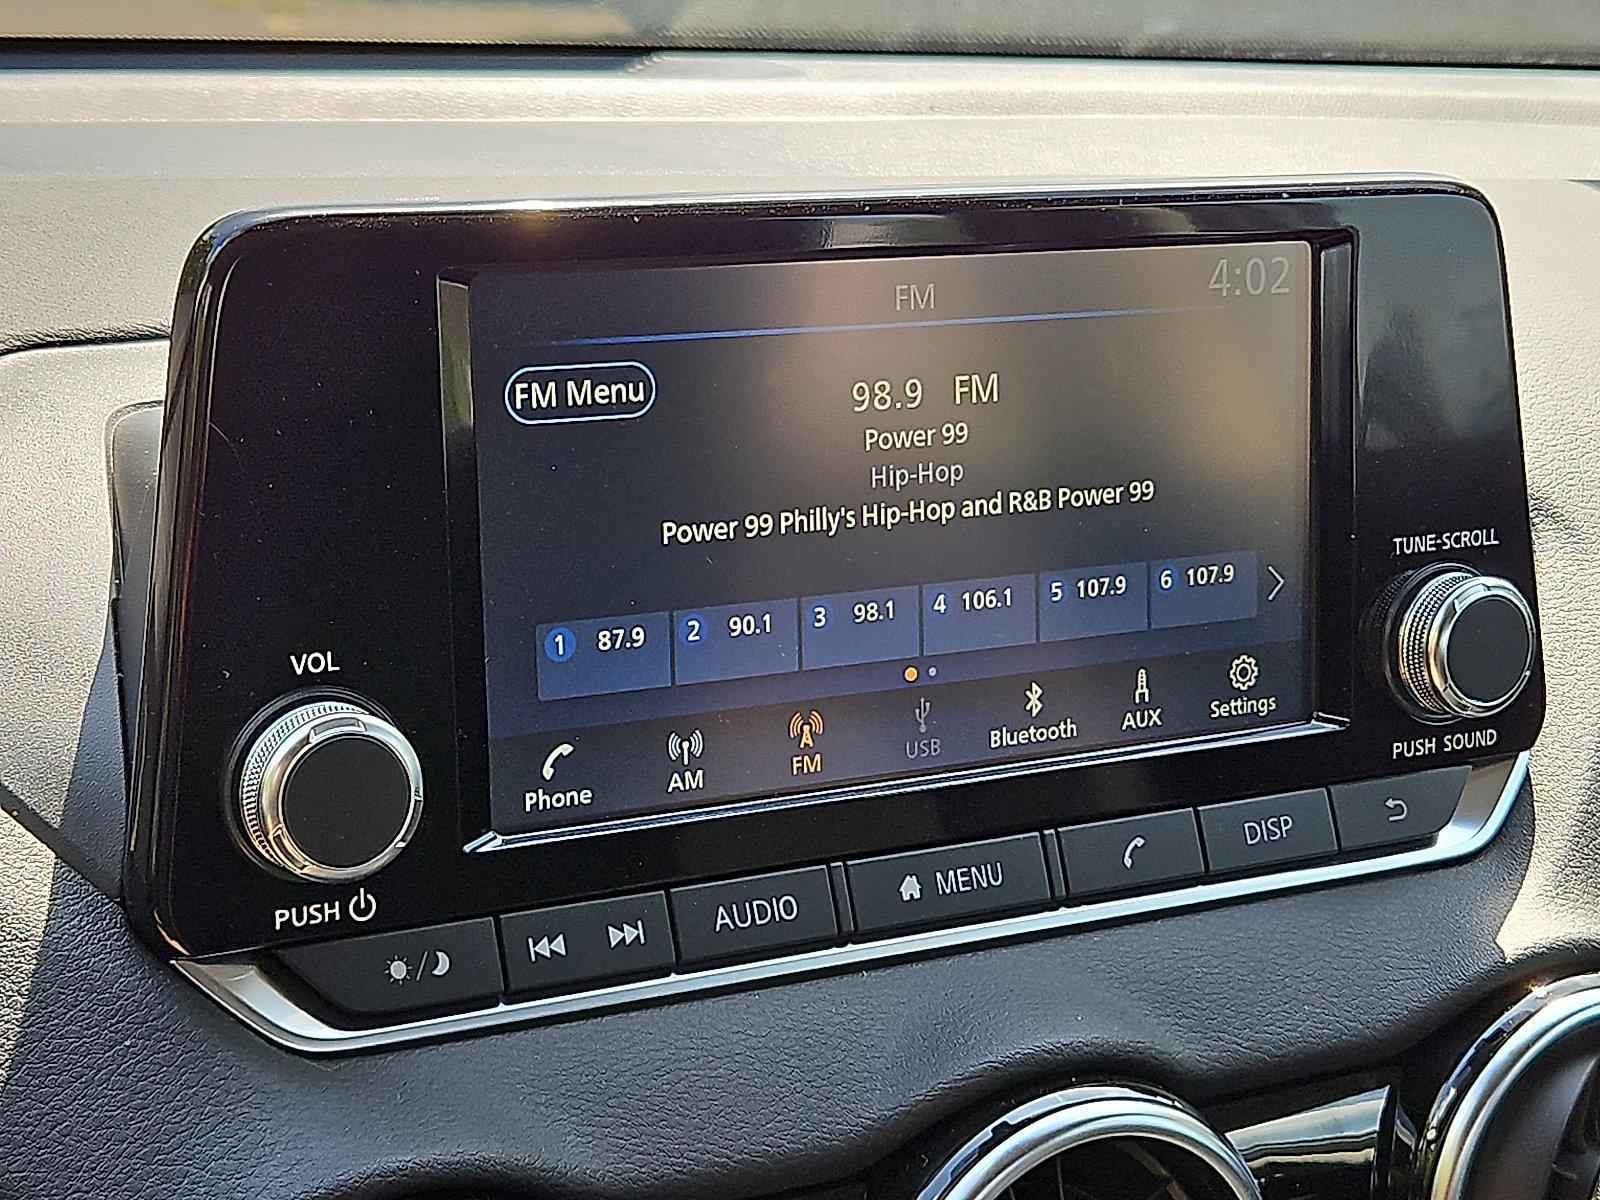 FM
4:02
FM Menu
98.9 FM
Power 99
Hip-Hop
Power 99 Philly's Hip-Hop and R&B Power 99
1 87.9
2 90.1
3 98.1
4 106.1
5 107.9
6 107.9
Phone
AM
FM
USB
Bluetooth
AUX
Settings
VOL
PUSH
TUNE-SCROLL
PUSH SOUND
AUDIO
MENU
DISP